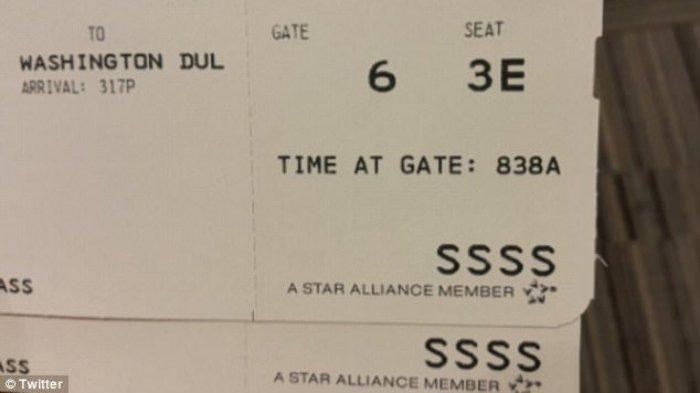 TO
WASHINGTON DUL
ARRIVAL: 317P
GATE
SEAT
6
3E
TIME AT GATE: 838A
SSSS
ASS
A STAR ALLIANCE MEMBER
SSSS
ASS
A STAR ALLIANCE MEMBER
© Twitter